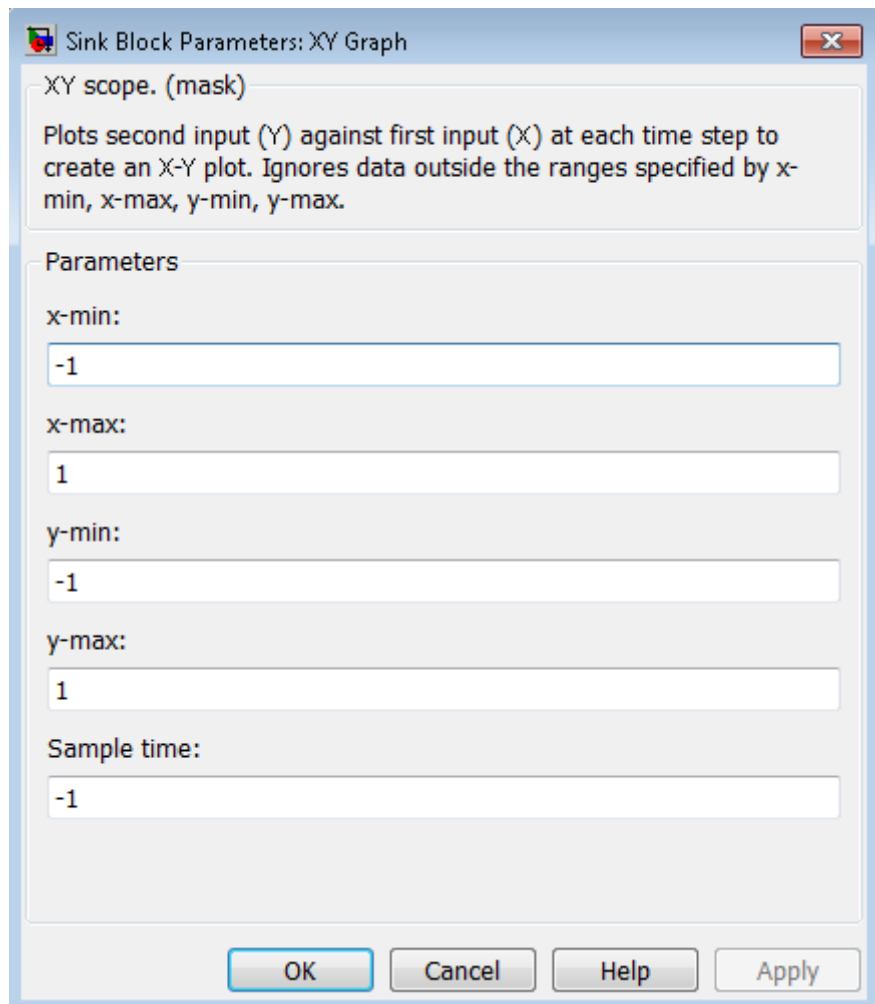 Sink Block Parameters: XY Graph
XY scope. (mask)
Plots second input (Y) against first input (X) at each time step to
create an X-Y plot. Ignores data outside the ranges specified by x-
min, x-max, y-min, y-max.
Parameters
x-min:
-1
x-max:
1
y-min:
-1
y-max:
1
Sample time:
-1
OK Cancel Help Apply